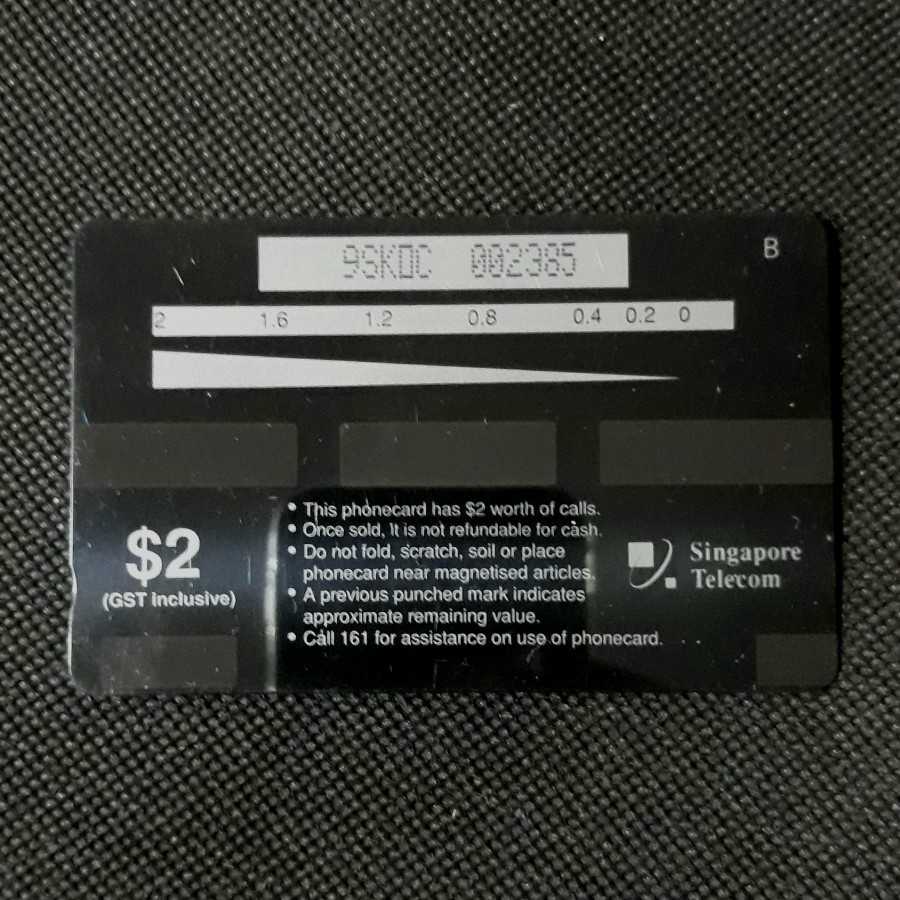 9SKDC 002385
B
2 1.6 1.2 0.8 0.4 0.2 0
$2
(GST Inclusive)
• This phonecard has $2 worth of calls.
• Once sold, It is not refundable for cash.
• Do not fold, scratch, soil or place
phonecard near magnetised articles.
• A previous punched mark indicates
approximate remaining value.
• Call 161 for assistance on use of phonecard.
Singapore
Telecom